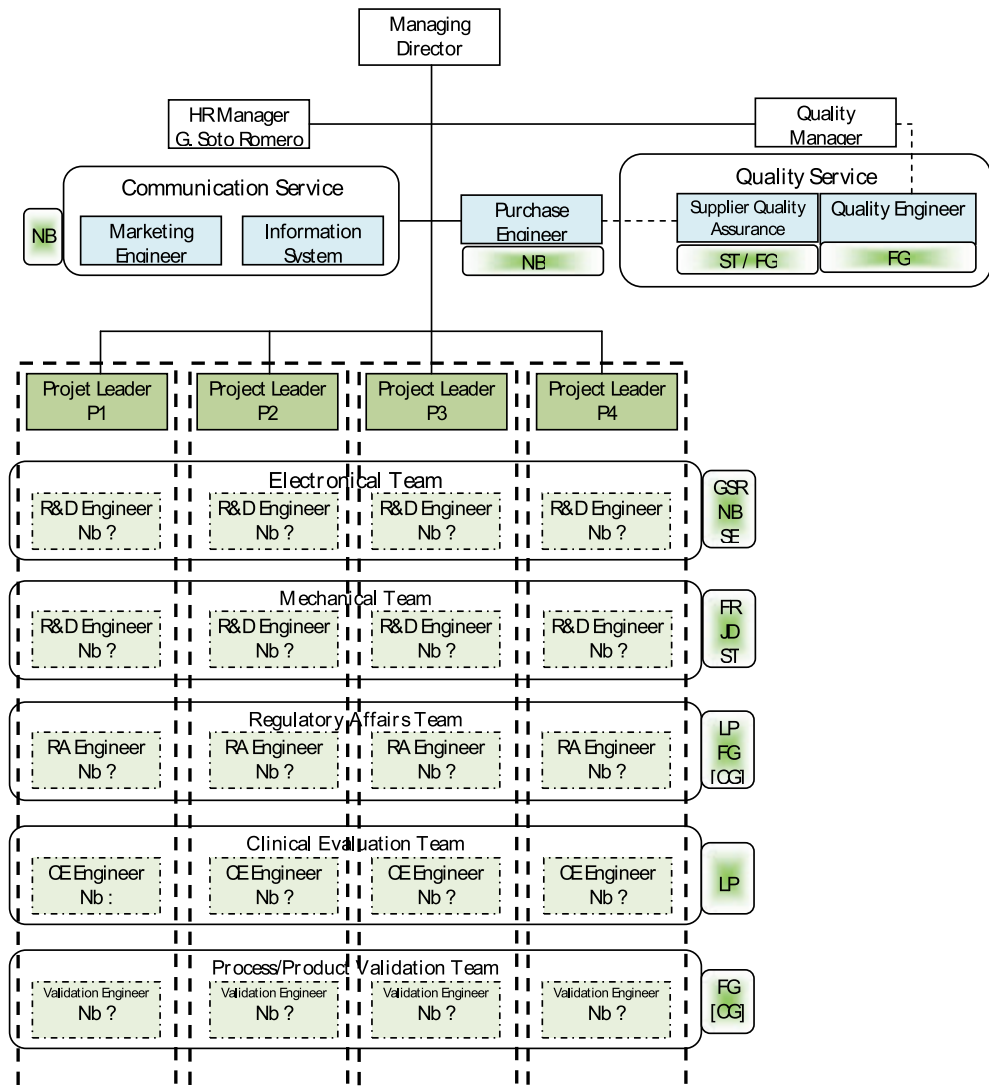 Managing
Director
HR Manager
G. Soto Romero
Quality
Manager
Communication Service
Quality Service
NB
Marketing
Engineer
Information
System
Purchase
Engineer
NB
Supplier Quality
Assurance
ST / FG
Quality Engineer
FG
Projet Leader
P1
Project Leader
P2
Project Leader
P3
Project Leader
P4
Electronical Team
R&D Engineer
Nb ?
R&D Engineer
Nb ?
R&D Engineer
Nb ?
R&D Engineer
Nb ?
GSR
NB
SE
Mechanical Team
R&D Engineer
Nb ?
R&D Engineer
Nb ?
R&D Engineer
Nb ?
R&D Engineer
Nb ?
FR
JD
ST
Regulatory Affairs Team
RA Engineer
Nb ?
RA Engineer
Nb ?
RA Engineer
Nb ?
RA Engineer
Nb ?
LP
FG
[OG]
Clinical Evaluation Team
CE Engineer
Nb :
CE Engineer
Nb ?
CE Engineer
Nb ?
CE Engineer
Nb ?
LP
Process/Product Validation Team
Validation Engineer
Nb ?
Validation Engineer
Nb ?
Validation Engineer
Nb ?
Validation Engineer
Nb ?
FG
[OG]